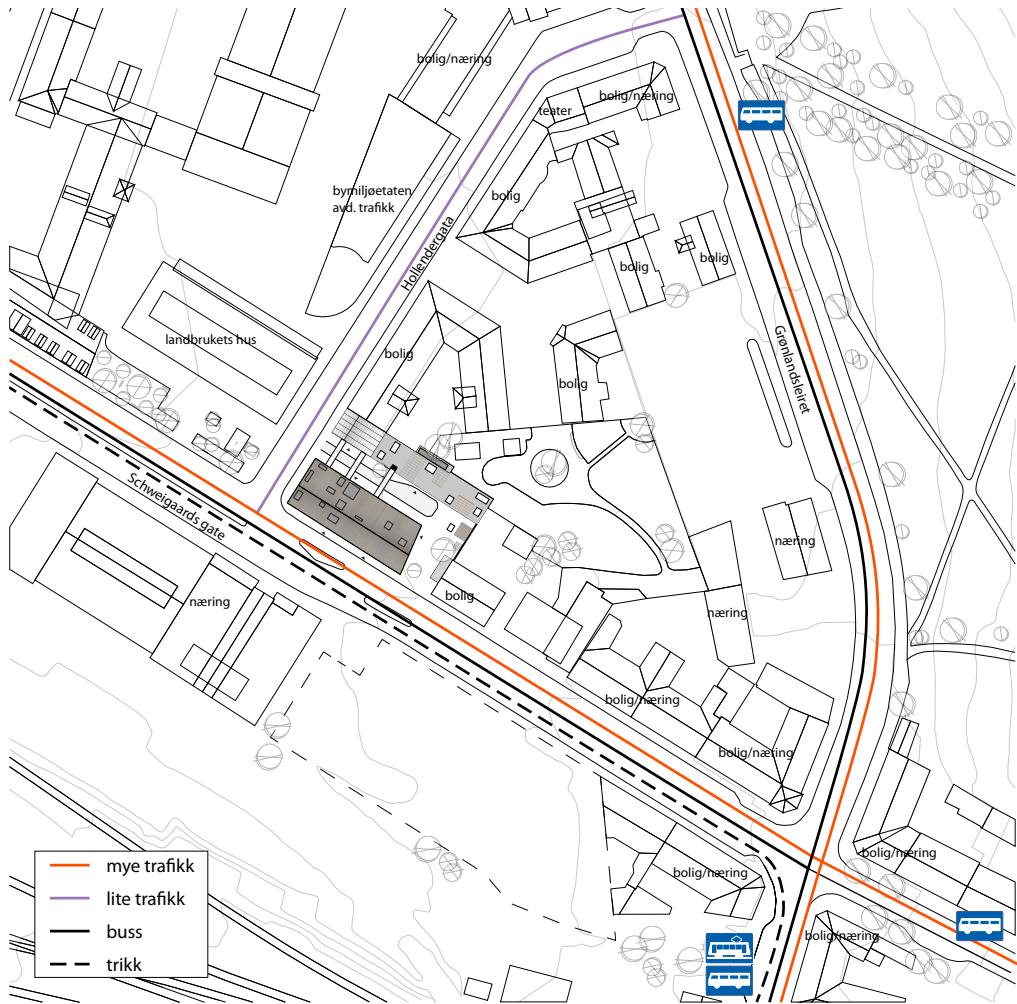 bolig/næring
bolig/næring
teater
bymiljøetaten
avd. trafikk
bolig
Hollendergata
bolig
bolig
landbrukets hus
bolig
bolig
Grønlandsleiret
Schweigaards gate
næring
næring
bolig
næring
bolig/næring
bolig/næring
bolig/næring
bolig/næring
bolig/næring
mye trafikk
lite trafikk
buss
trikk